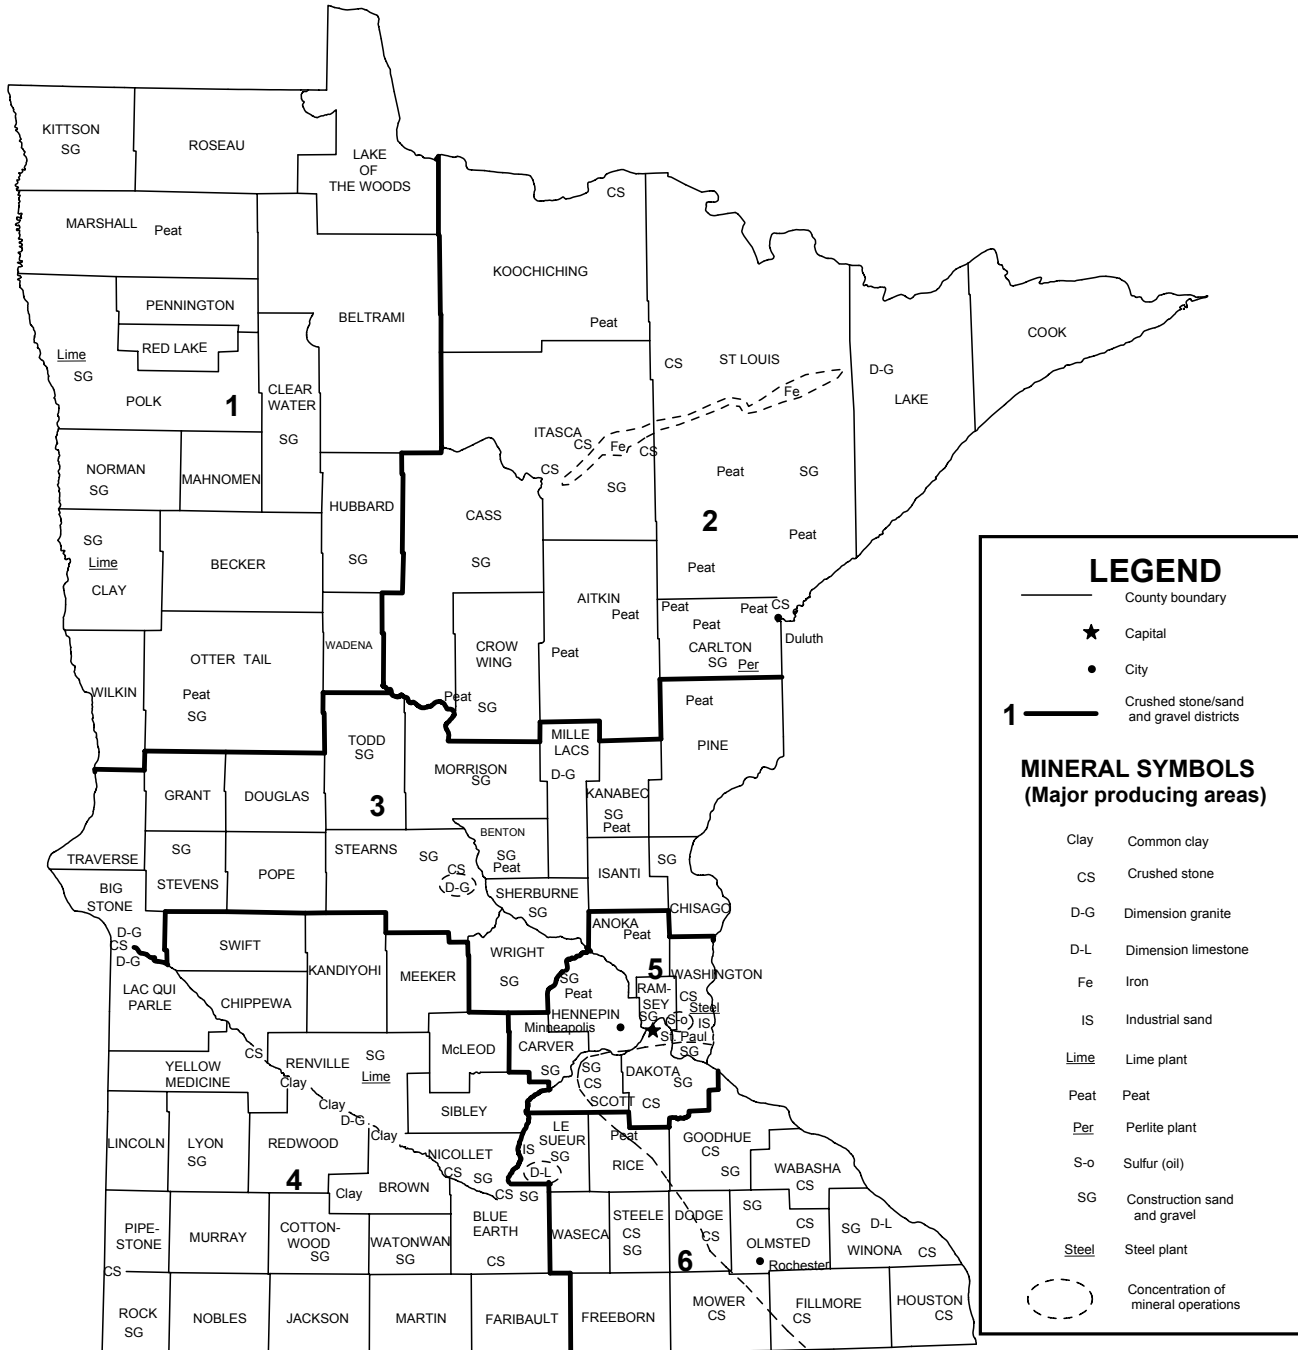 KITTSON
SG
ROSEAU
LAKE
OF
THE WOODS
MARSHALL
Peat
CS
KOOCHICHING
Peat
PENNINGTON
RED LAKE
BELTRAMI
Lime
SG
POLK
1
CLEAR
WATER
SG
CS
ST LOUIS
Fe
D-G
LAKE
COOK
ITASCA
CS
Fe
CS
CS
SG
Peat
SG
2
Peat
Peat
NORMAN
SG
MAHNOMEN
HUBBARD
SG
CASS
SG
SG
Lime
CLAY
BECKER
AITKIN
Peat
Peat
Peat
Peat
CS
Peat
CARLTON
SG
Per
Duluth
WADENA
CROW
WING
Peat
SG
OTTER TAIL
Peat
SG
WILKIN
Peat
PINE
TODD
SG
MORRISON
SG
MILLE
LACS
D-G
KANABEC
SG
Peat
GRANT
DOUGLAS
3
TRAVERSE
SG
STEVENS
POPE
STEARNS
SG
CS
D-G
BENTON
SG
Peat
ISANTI
SG
CHISAGO
BIG
STONE
D-G
CS
D-G
SHERBURNE
SG
SWIFT
KANDIYOHI
MEEKER
WRIGHT
SG
ANOKA
Peat
5
WASHINGTON
LAC QUI
PARLE
CHIPPEWA
SG
Peat
HENNEPIN
Minneapolis
RAM-
SEY
SG
CS
Steel
S-o
IS
St. Paul
SG
McLEOD
CARVER
SG
YELLOW
MEDICINE
CS
RENVILLE
SG
Lime
Clay
Clay
D-G
Clay
SIBLEY
SG
CS
SCOTT
DAKOTA
SG
CS
LINCOLN
LYON
SG
REDWOOD
4
NICOLLET
CS
SG
IS
LE
SUEUR
SG
D-L
Peat
RICE
GOODHUE
CS
SG
WABASHA
CS
Clay
BROWN
CS
SG
PIPE-
STONE
MURRAY
COTTON-
WOOD
SG
WATONWAN
SG
BLUE
EARTH
CS
WASECA
STEELE
CS
SG
DODGE
CS
SG
CS
OLMSTED
Rochester
SG
D-L
WINONA
CS
6
CS
ROCK
SG
NOBLES
JACKSON
MARTIN
FARIBAULT
FREEBORN
MOWER
CS
FILLMORE
CS
HOUSTON
CS
LEGEND
County boundary
Capital
City
1
Crushed stone/sand
and gravel districts
MINERAL SYMBOLS
(Major producing areas)
Clay Common clay
CS Crushed stone
D-G Dimension granite
D-L Dimension limestone
Fe Iron
IS Industrial sand
Lime Lime plant
Peat Peat
Per Perlite plant
S-o Sulfur (oil)
SG Construction sand
and gravel
Steel Steel plant
Concentration of
mineral operations